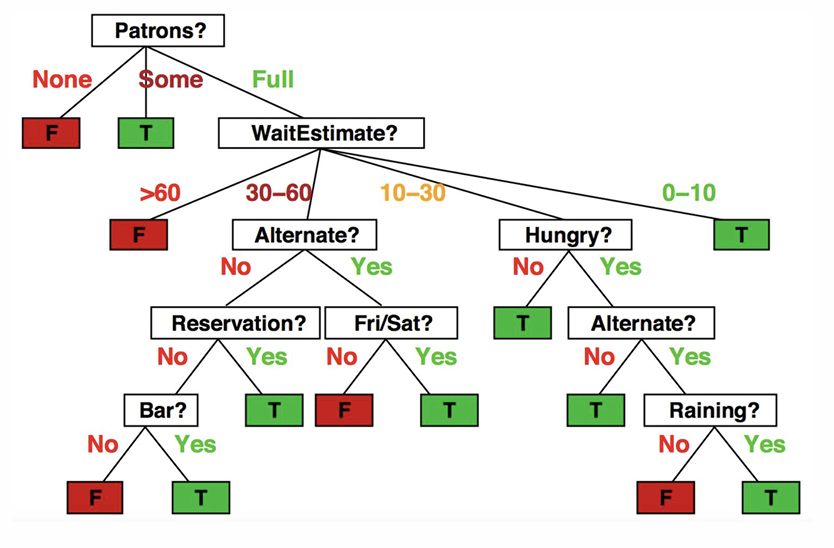 Patrons?
None Some Full
F T WaitEstimate?
>60 30–60 10–30 0–10
F Alternate? Hungry? T
No Yes No Yes
Reservation? Fri/Sat? T Alternate?
No Yes No Yes No Yes
Bar? T F T T Raining?
No Yes No Yes
F T F T